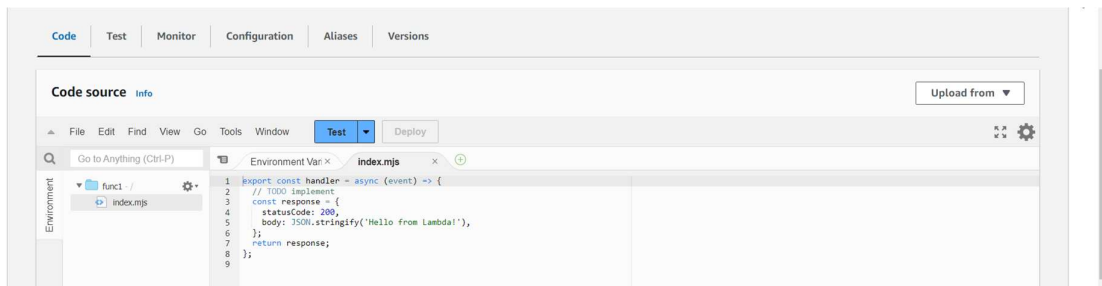 Code Test Monitor Configuration Aliases Versions
Code source Info
Upload from
File Edit Find View Go Tools Window Test Deploy
Go to Anything (Ctrl-P)
Environment Vari
index.mjs
Environment
func1 - /
index.mjs
1 export const handler = async (event) => {
2 // TODO implement
3 const response = {
4 statusCode: 200,
5 body: JSON.stringify('Hello from Lambda!'),
6 };
7 return response;
8 };
9